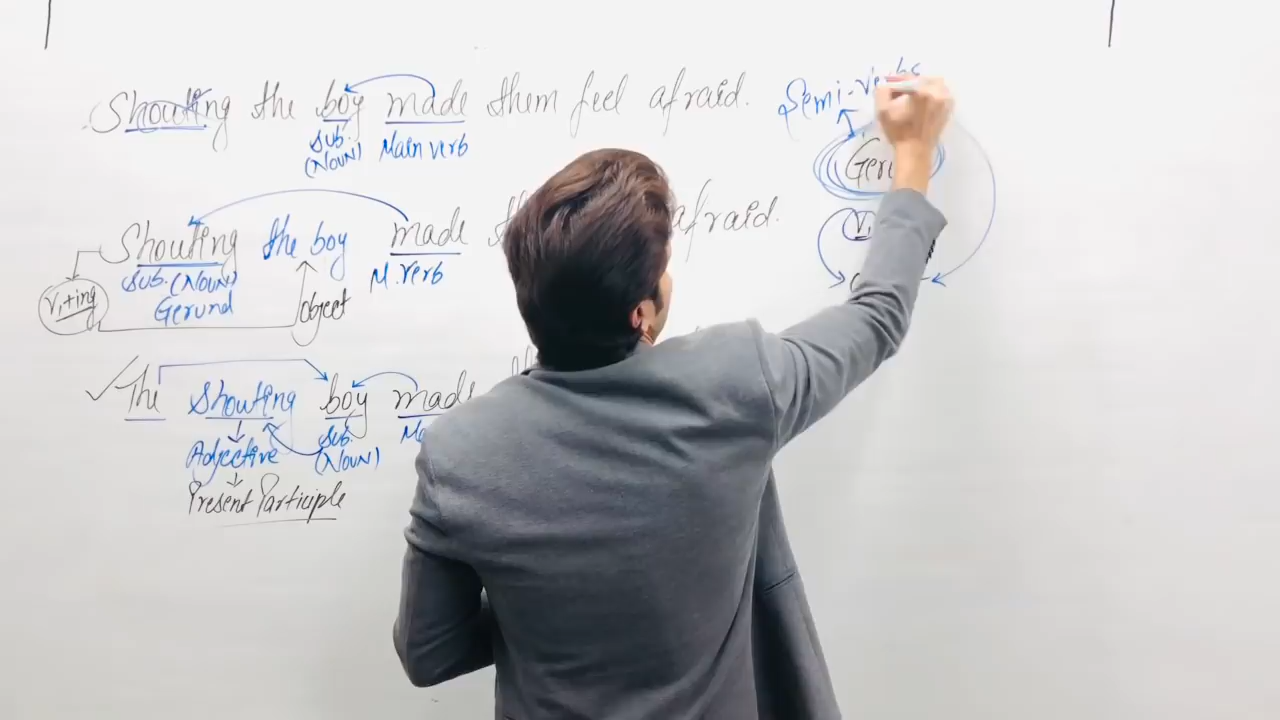 Shouting the boy made them feel afraid.
Sub.
(Noun)
Main verb
Semi-verbs
Shouting the boy made afraid.
Sub. (Noun)
Gerund
M. verb
V₁+ing
object
The shouting boy made
Adjective
Sub.
(Noun)
Present Participle